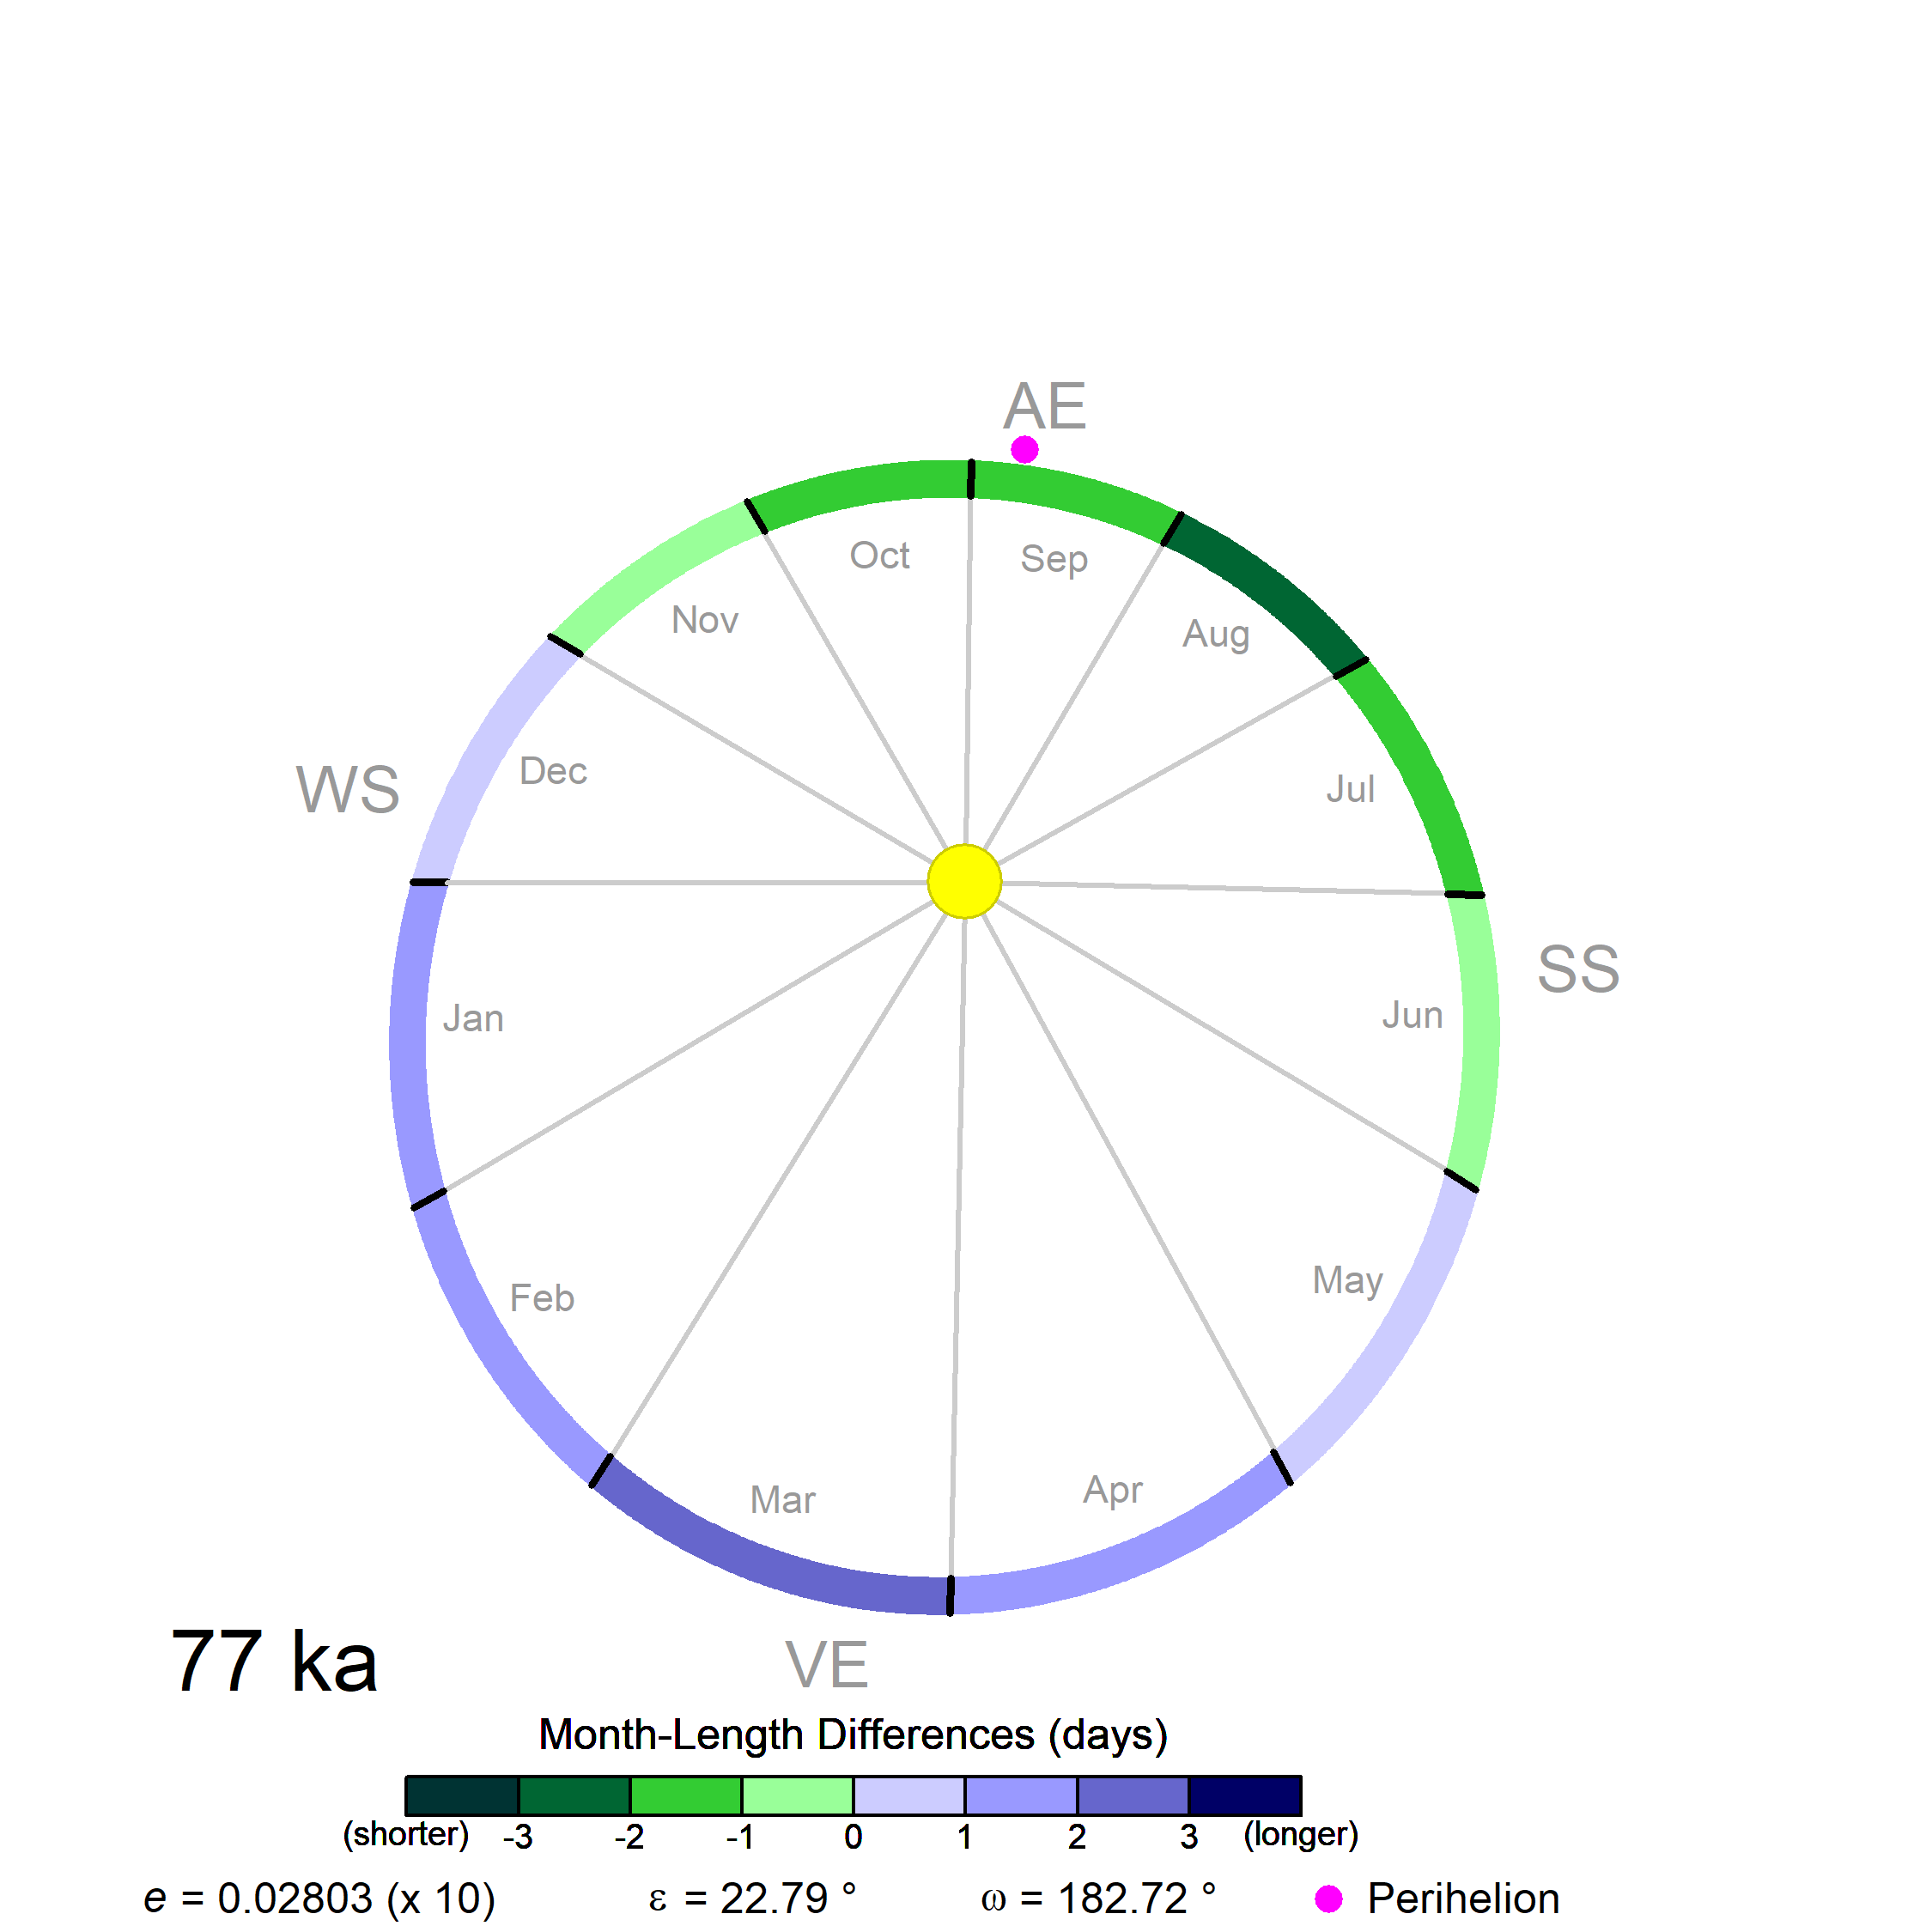 AE
Oct
Sep
Nov
Aug
WS
Dec
Jul
SS
Jan
Jun
Feb
May
Mar
Apr
77 ka
VE
Month-Length Differences (days)
(shorter) -3 -2 -1 0 1 2 3 (longer)
e = 0.02803 (x 10) ε = 22.79 ° ω = 182.72 ° Perihelion